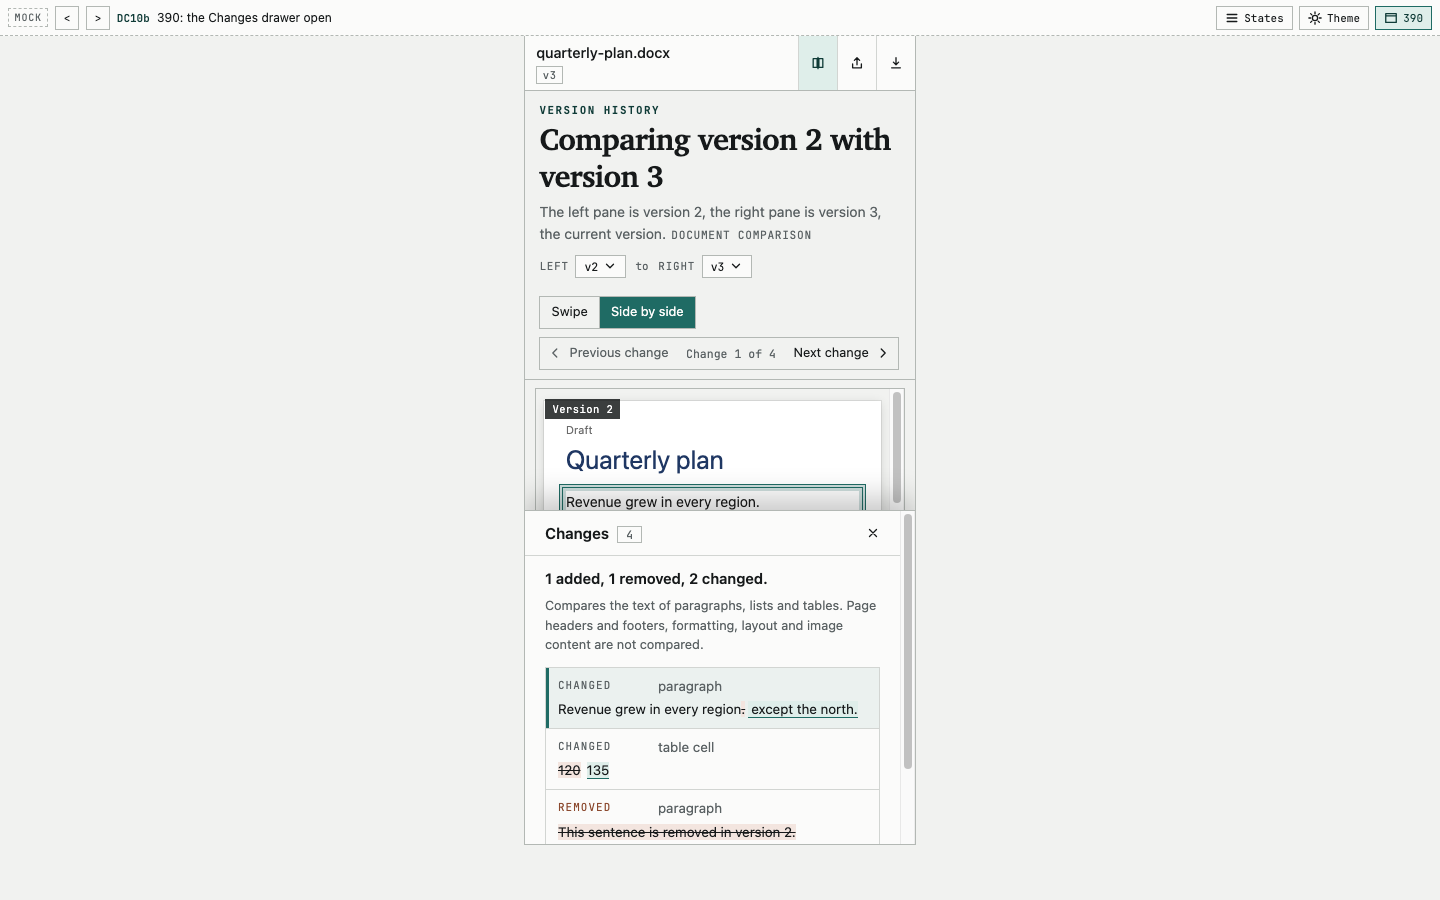 MOCK < > DC10b 390: the Changes drawer open States Theme 390
quarterly-plan.docx
v3
VERSION HISTORY
Comparing version 2 with
version 3
The left pane is version 2, the right pane is version 3,
the current version. DOCUMENT COMPARISON
LEFT v2 to RIGHT v3
Swipe Side by side
Previous change Change 1 of 4 Next change
Version 2
Draft
Quarterly plan
Revenue grew in every region.
Changes 4
1 added, 1 removed, 2 changed.
Compares the text of paragraphs, lists and tables. Page
headers and footers, formatting, layout and image
content are not compared.
CHANGED paragraph
Revenue grew in every region. except the north.
CHANGED table cell
120 135
REMOVED paragraph
This sentence is removed in version 2.